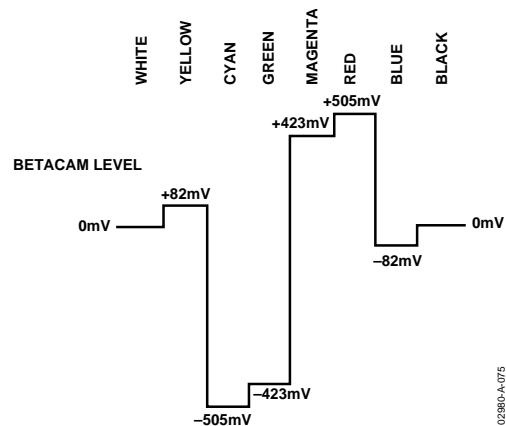 WHITE
YELLOW
CYAN
GREEN
MAGENTA
RED
BLUE
BLACK
+505mV
+423mV
BETACAM LEVEL
+82mV
0mV
0mV
–82mV
–423mV
–505mV
02980-A-075